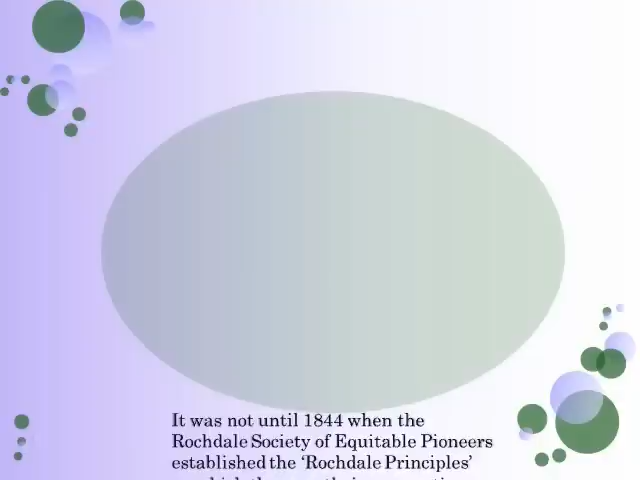 It was not until 1844 when the
Rochdale Society of Equitable Pioneers
established the ‘Rochdale Principles’